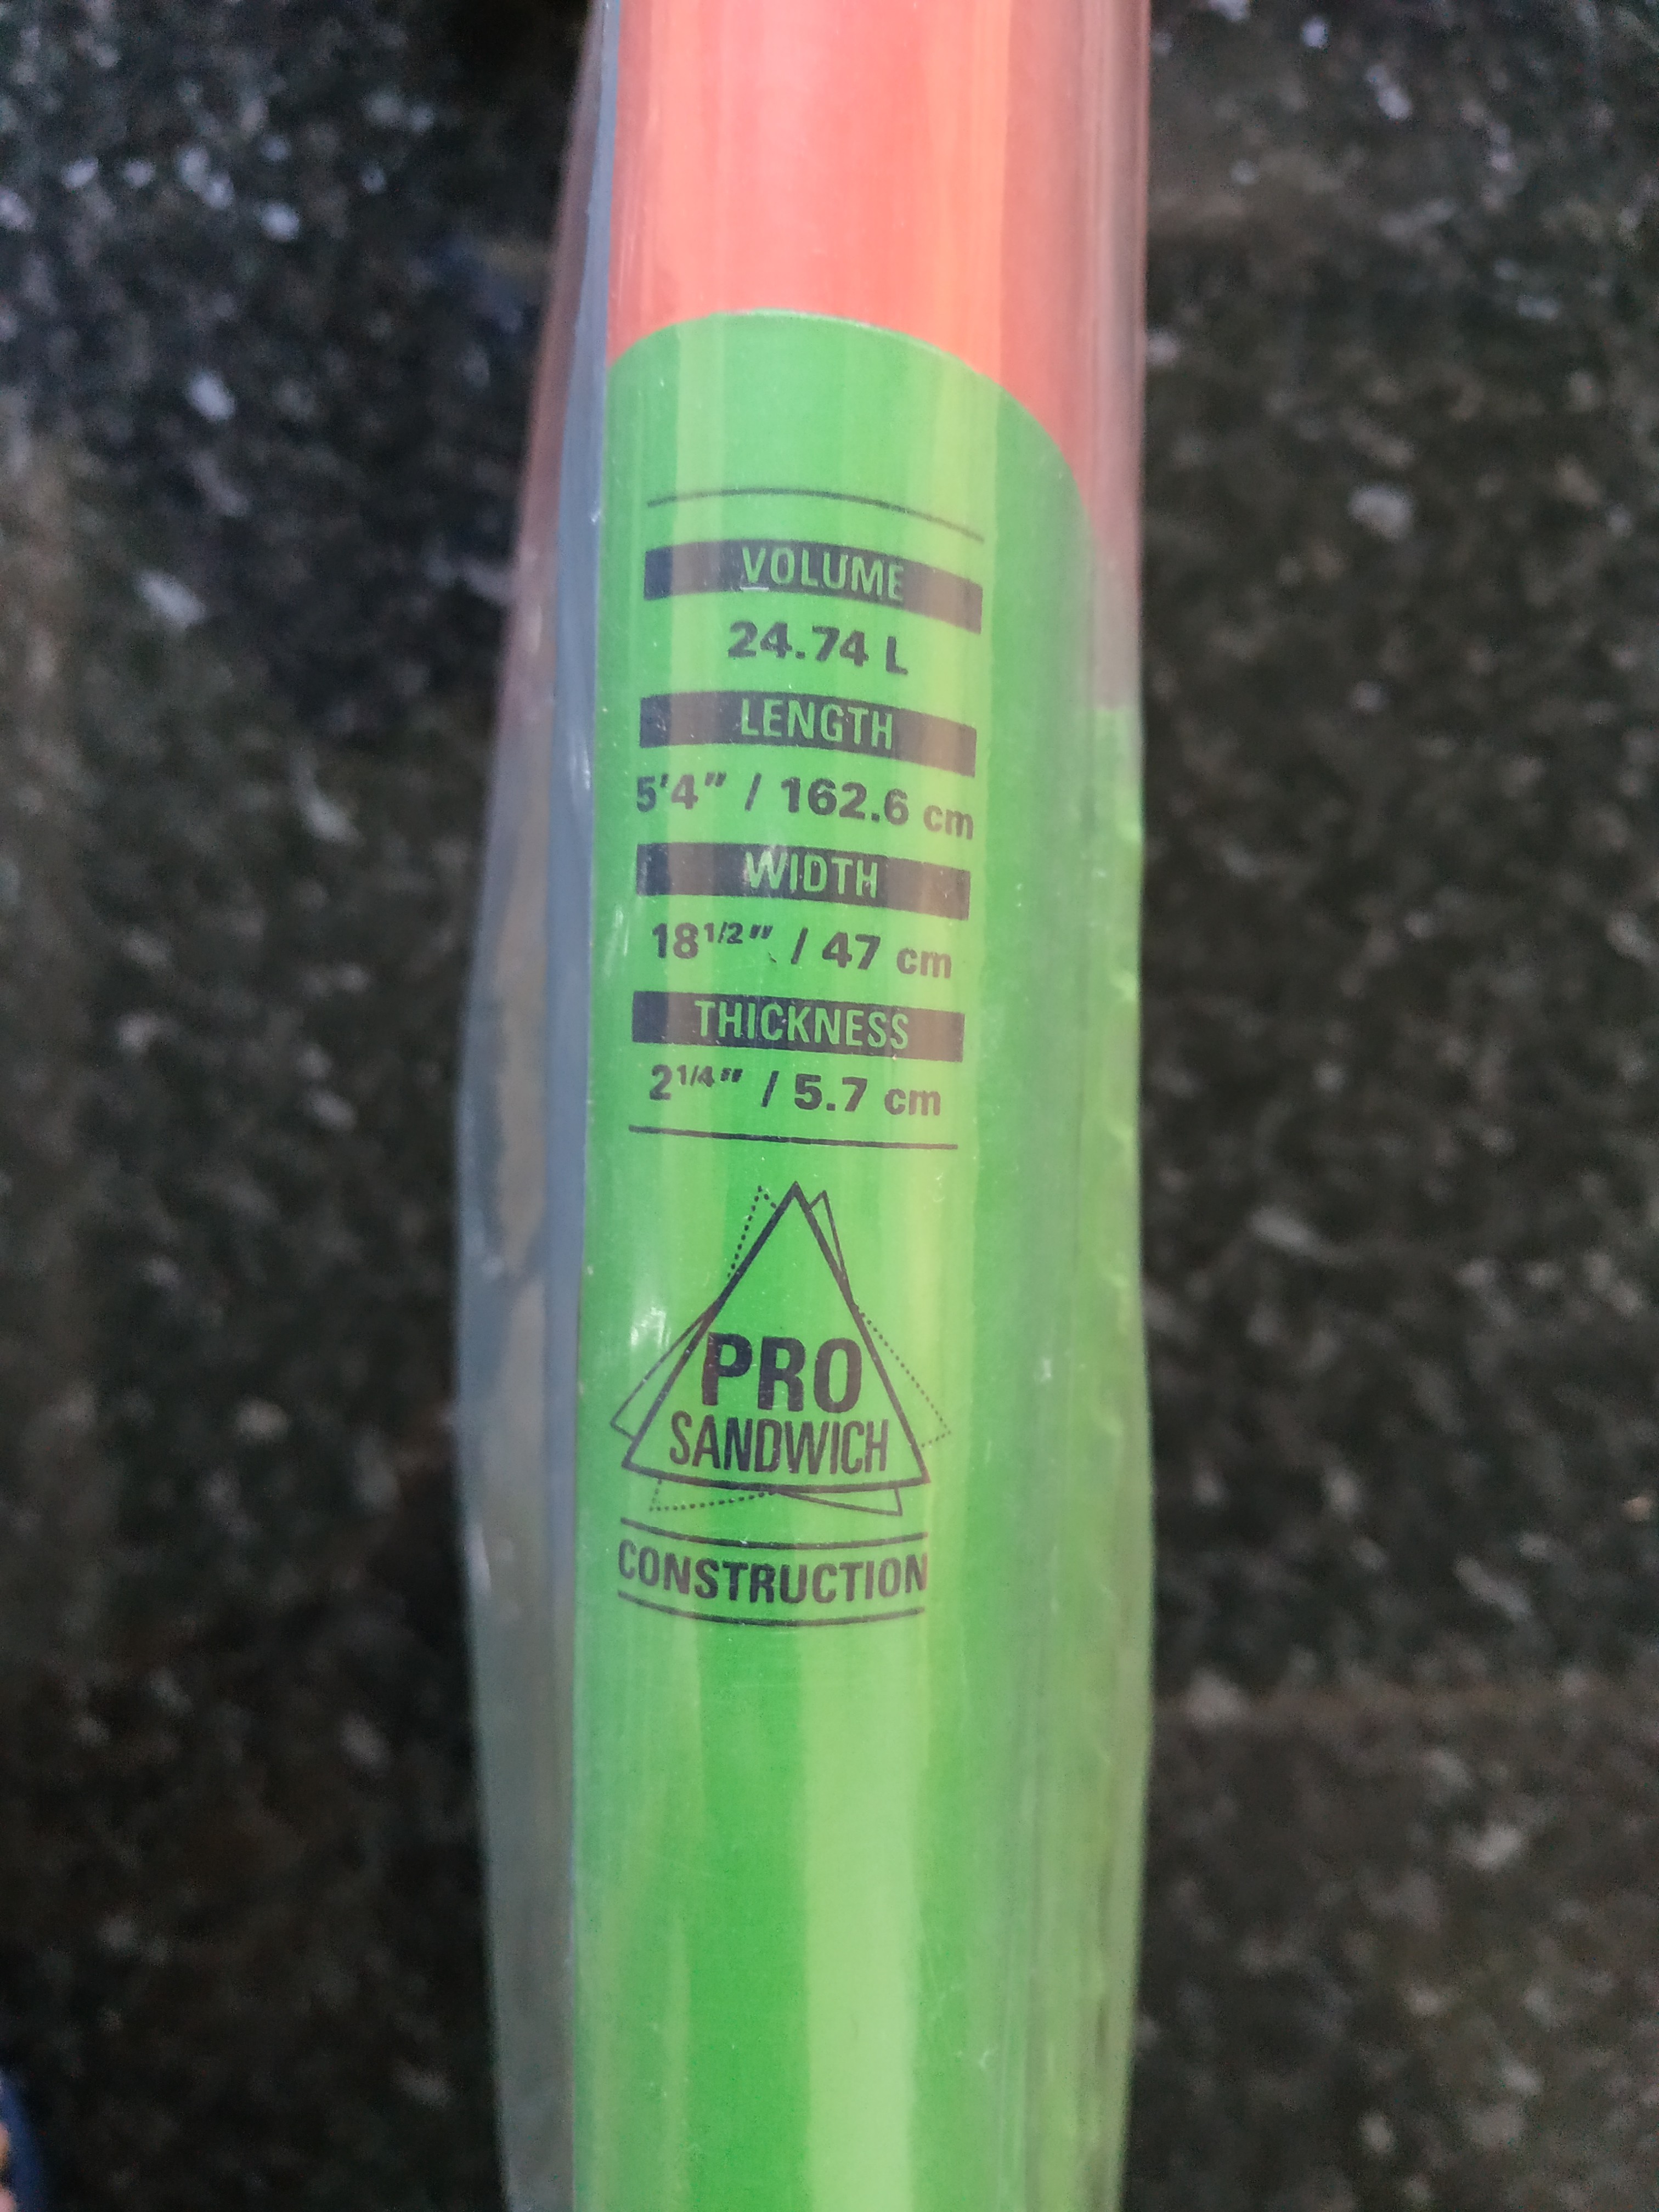 VOLUME
24.74 L
LENGTH
5'4" / 162.6 cm
WIDTH
18 1/2" / 47 cm
THICKNESS
2 1/4" / 5.7 cm
PRO
SANDWICH
CONSTRUCTION